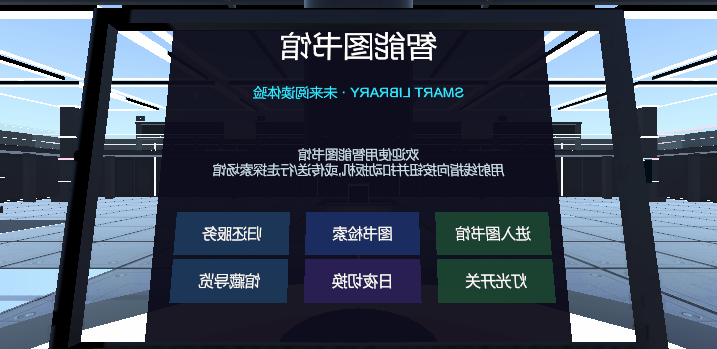 智能图书馆
SMART LIBRARY · 未来阅读体验
欢迎使用智能图书馆
用射线指向按钮并扣动扳机,或传送行走探索场馆
进入图书馆
图书检索
归还服务
灯光开关
日夜切换
馆藏导览